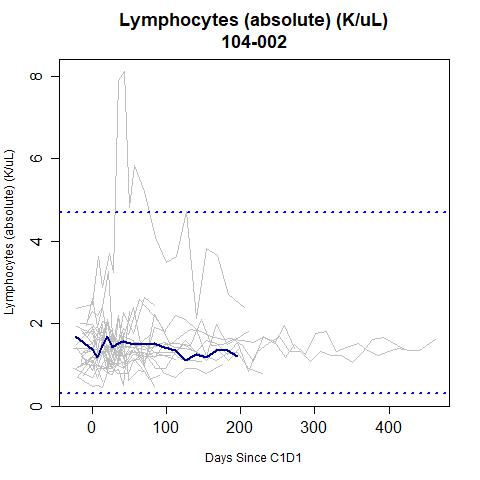 Lymphocytes (absolute) (K/uL)
104-002
Lymphocytes (absolute) (K/uL)
8
6
4
2
0
0 100 200 300 400
Days Since C1D1